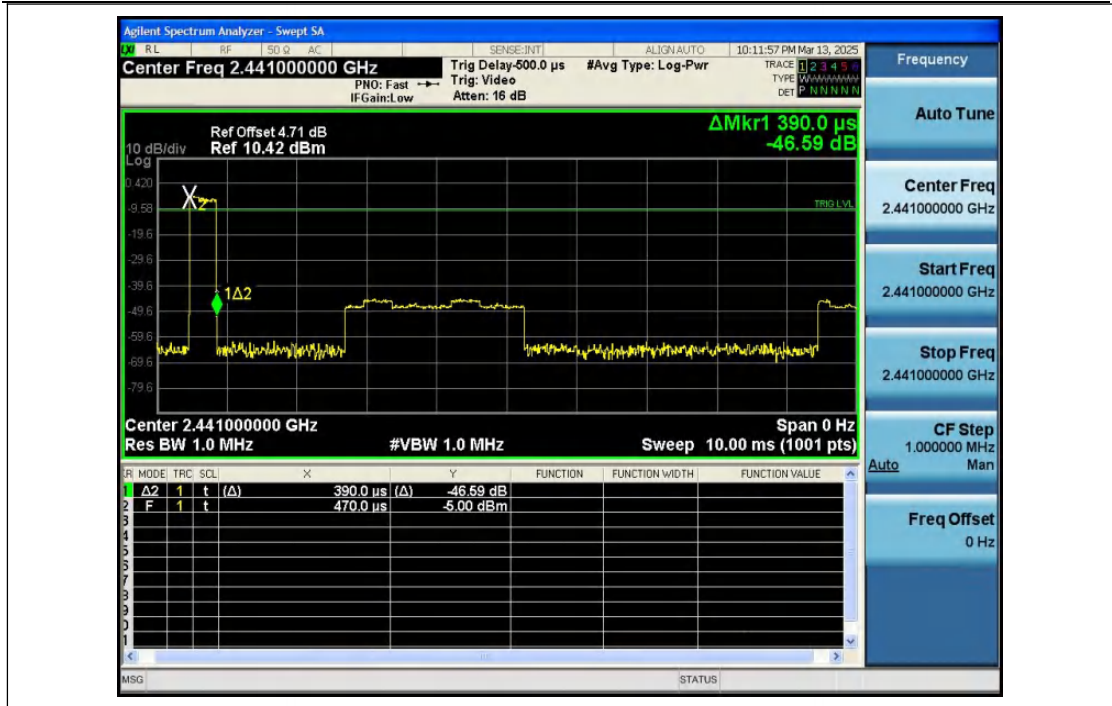 Agilent Spectrum Analyzer - Swept SA
LXI RL RF 50 Ω AC SENSE:INT ALIGN AUTO 10:11:57 PM Mar 13, 2025
Center Freq 2.441000000 GHz Trig Delay-500.0 µs #Avg Type: Log-Pwr TRACE 1 2 3 4 5 6
PNO: Fast Trig: Video TYPE WWWWWW
IFGain:Low Atten: 16 dB DET P N N N N N
ΔMkr1 390.0 µs
-46.59 dB
Ref Offset 4.71 dB
10 dB/div Ref 10.42 dBm
Log
0.420
-9.58
TRIG LVL
-19.6
-29.6
-39.6
-49.6
-59.6
-69.6
-79.6
X2
1Δ2
Center 2.441000000 GHz Span 0 Hz
Res BW 1.0 MHz #VBW 1.0 MHz Sweep 10.00 ms (1001 pts)
MODE TRC SCL X Y FUNCTION FUNCTION WIDTH FUNCTION VALUE
1 Δ2 1 t (Δ) 390.0 µs (Δ) -46.59 dB
2 F 1 t 470.0 µs -5.00 dBm
3
4
5
6
7
8
9
MSG STATUS
Frequency
Auto Tune
Center Freq
2.441000000 GHz
Start Freq
2.441000000 GHz
Stop Freq
2.441000000 GHz
CF Step
1.000000 MHz
Auto Man
Freq Offset
0 Hz